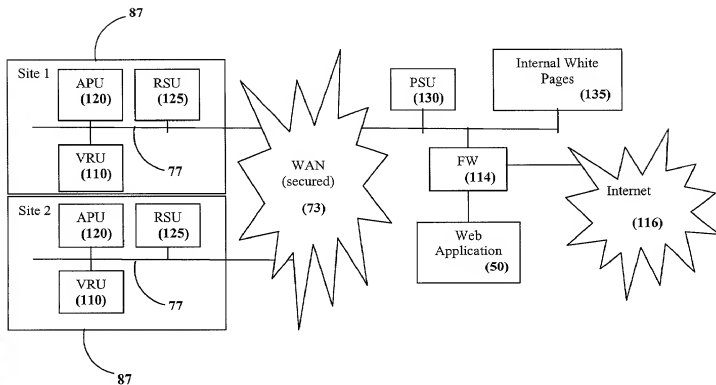 87
Site 1
APU
(120)
RSU
(125)
VRU
(110)
77
Site 2
APU
(120)
RSU
(125)
VRU
(110)
77
87
WAN
(secured)
(73)
PSU
(130)
Internal White
Pages
(135)
FW
(114)
Internet
(116)
Web
Application
(50)